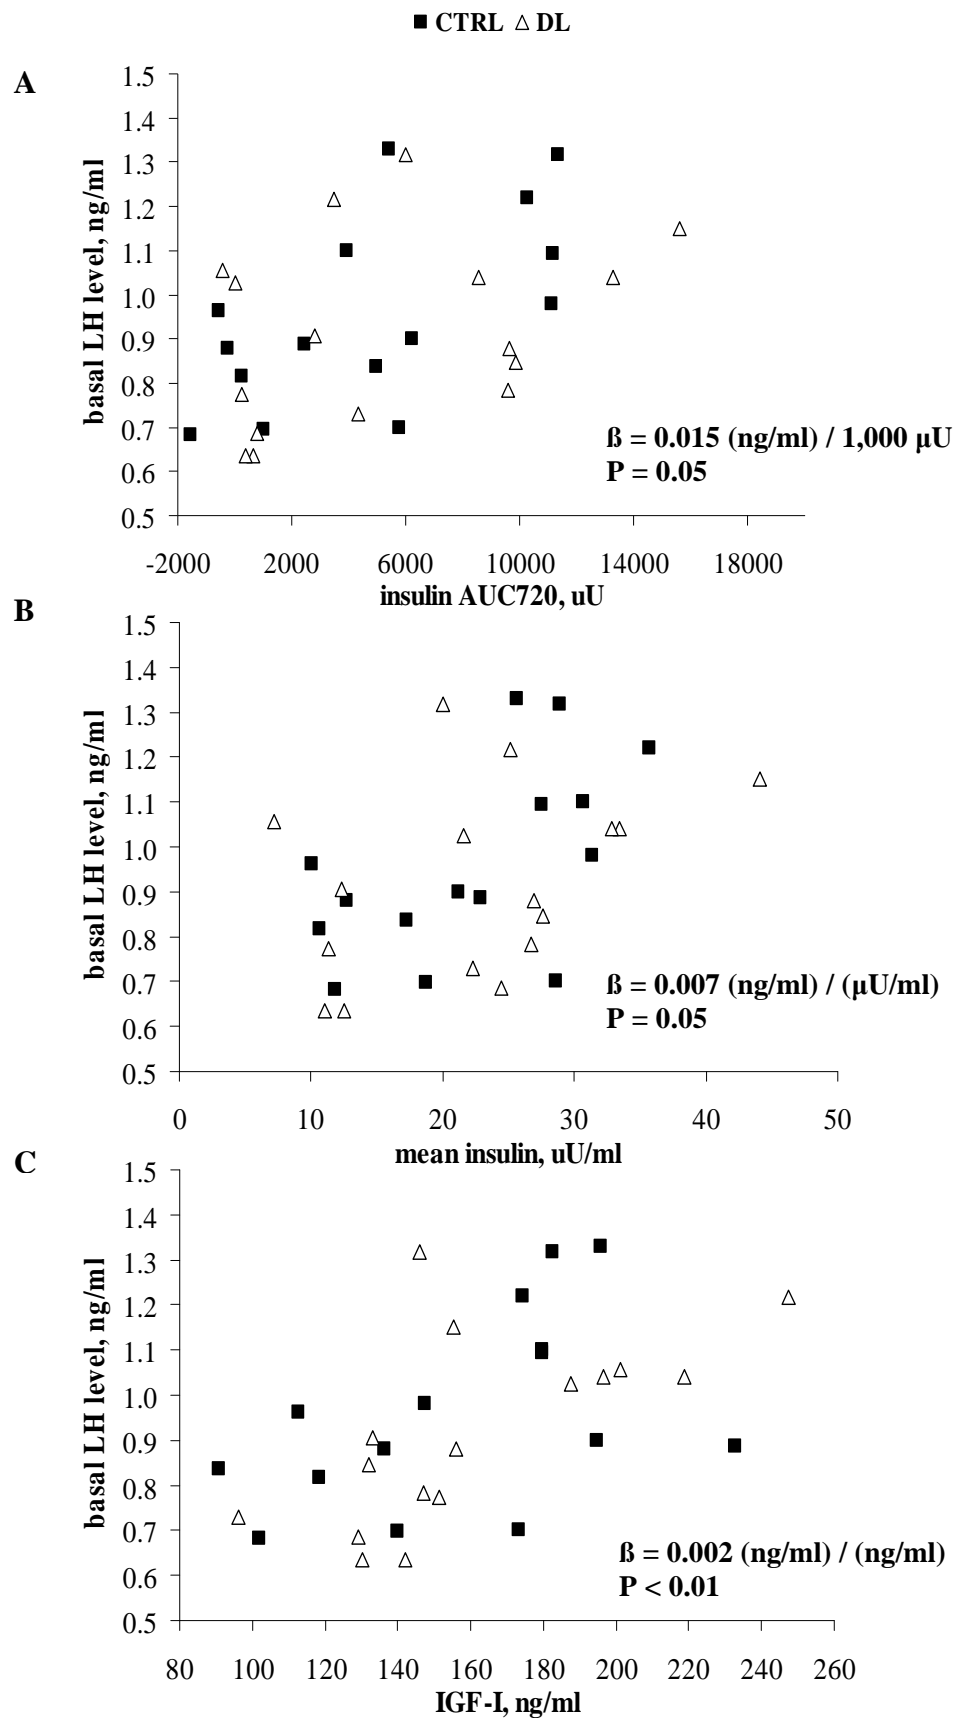 CTRL DL
A
basal LH level, ng/ml
1.5
1.4
1.3
1.2
1.1
1.0
0.9
0.8
0.7
0.6
0.5
ß = 0.015 (ng/ml) / 1,000 µU
P = 0.05
-2000 2000 6000 10000 14000 18000
insulin AUC720, uU
B
basal LH level, ng/ml
1.5
1.4
1.3
1.2
1.1
1.0
0.9
0.8
0.7
0.6
0.5
ß = 0.007 (ng/ml) / (µU/ml)
P = 0.05
0 10 20 30 40 50
mean insulin, uU/ml
C
basal LH level, ng/ml
1.5
1.4
1.3
1.2
1.1
1.0
0.9
0.8
0.7
0.6
0.5
ß = 0.002 (ng/ml) / (ng/ml)
P < 0.01
80 100 120 140 160 180 200 220 240 260
IGF-I, ng/ml